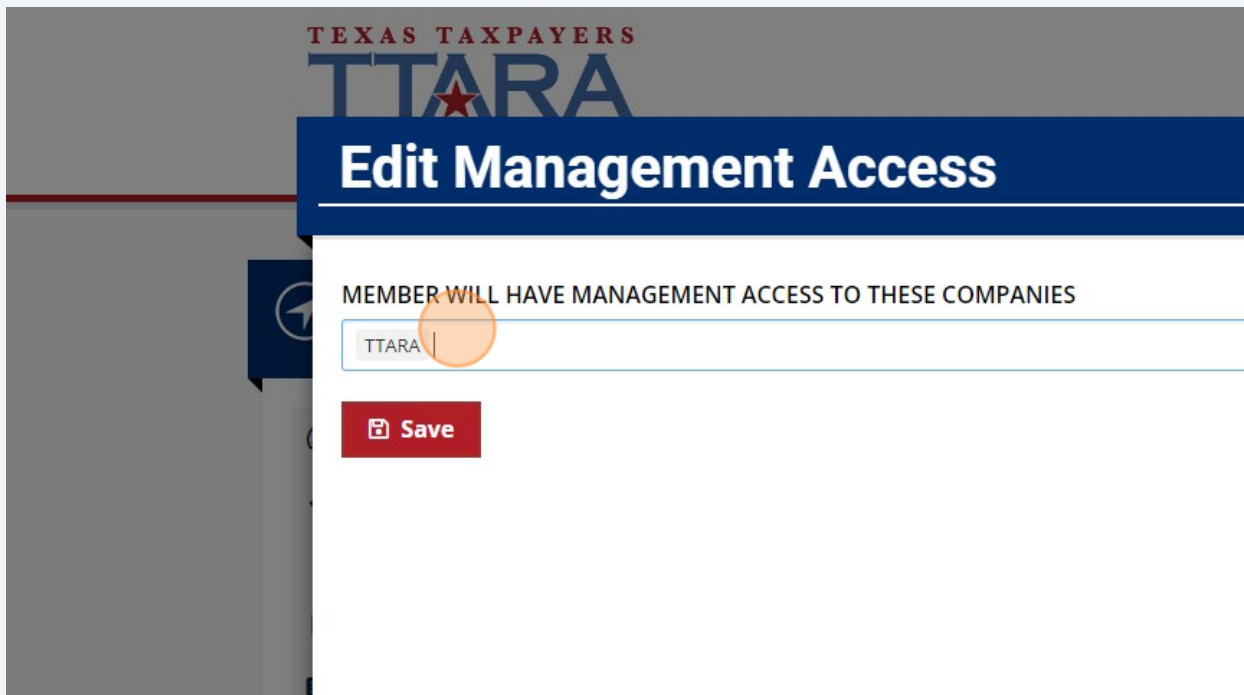 TEXAS TAXPAYERS
TTARA
Edit Management Access
MEMBER WILL HAVE MANAGEMENT ACCESS TO THESE COMPANIES
TTARA
Save